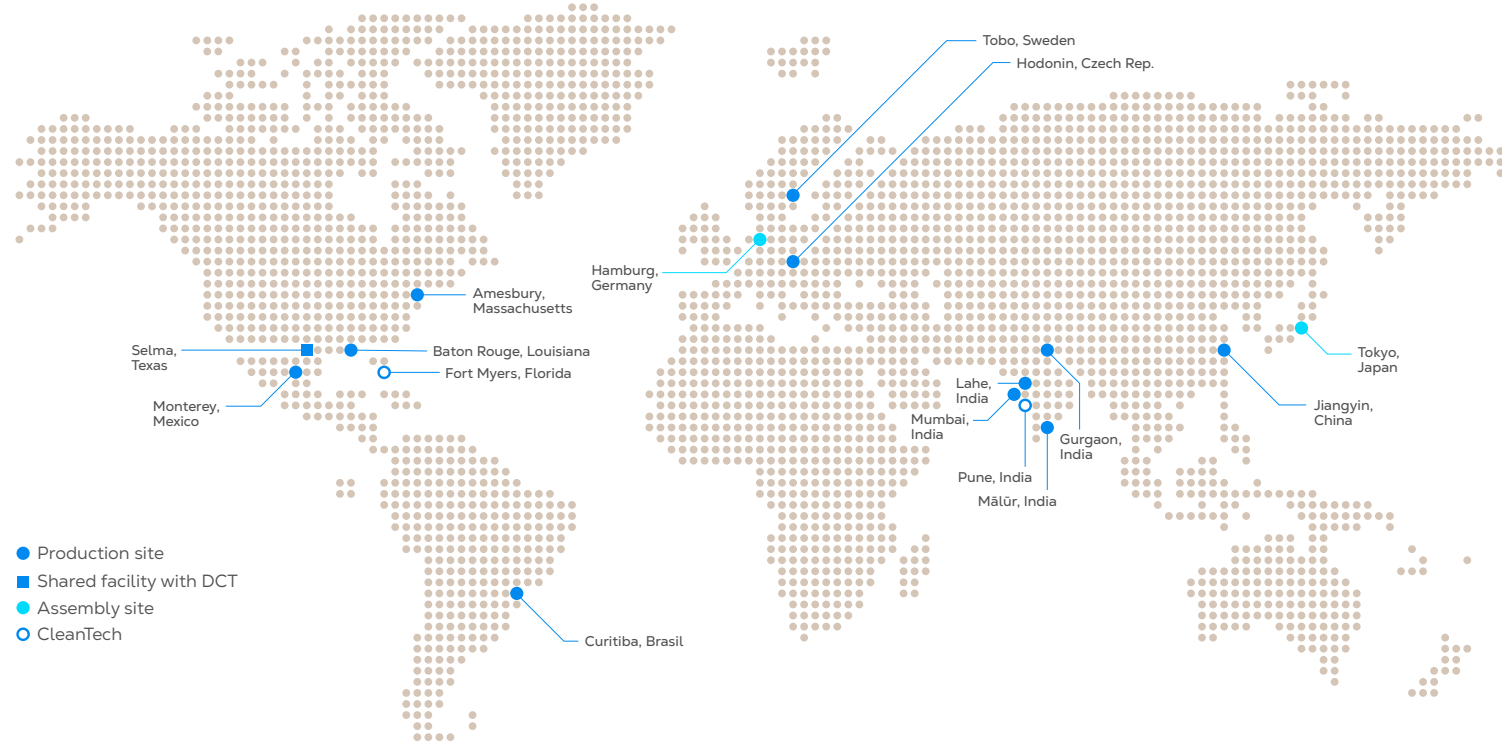 Tobo, Sweden
Hodonin, Czech Rep.
Hamburg,
Germany
Amesbury,
Massachusetts
Selma,
Texas
Baton Rouge, Louisiana
Fort Myers, Florida
Monterey,
Mexico
Tokyo,
Japan
Lahe,
India
Mumbai,
India
Jiangyin,
China
Gurgaon,
India
Pune, India
Mālūr, India
Production site
Shared facility with DCT
Assembly site
CleanTech
Curitiba, Brasil